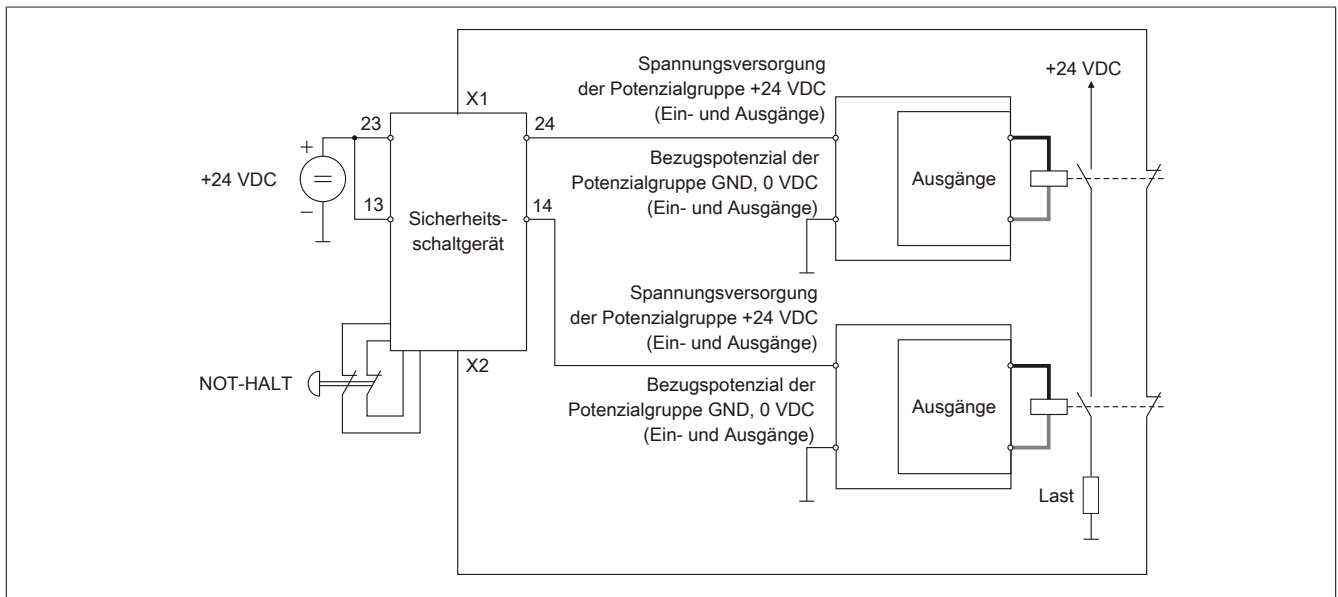 Spannungsversorgung
der Potenzialgruppe +24 VDC
(Ein- und Ausgänge)
+24 VDC
X1
23
24
Bezugspotenzial der
Potenzialgruppe GND, 0 VDC
(Ein- und Ausgänge)
Ausgänge
+
+24 VDC
−
13
14
Sicherheits-
schaltgerät
Spannungsversorgung
der Potenzialgruppe +24 VDC
(Ein- und Ausgänge)
X2
NOT-HALT
Bezugspotenzial der
Potenzialgruppe GND, 0 VDC
(Ein- und Ausgänge)
Ausgänge
Last